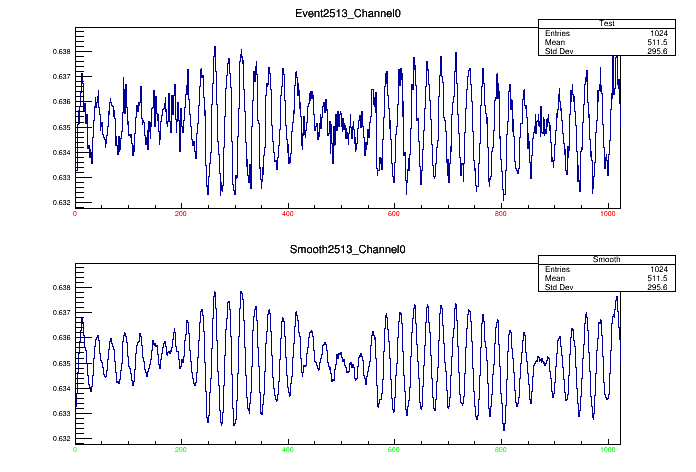 Event2513_Channel0
Test
Entries 1024
Mean 511.5
Std Dev 295.6
0.638
0.637
0.636
0.635
0.634
0.633
0.632
0 200 400 600 800 1000
Smooth2513_Channel0
Smooth
Entries 1024
Mean 511.5
Std Dev 295.6
0.638
0.637
0.636
0.635
0.634
0.633
0.632
0 200 400 600 800 1000